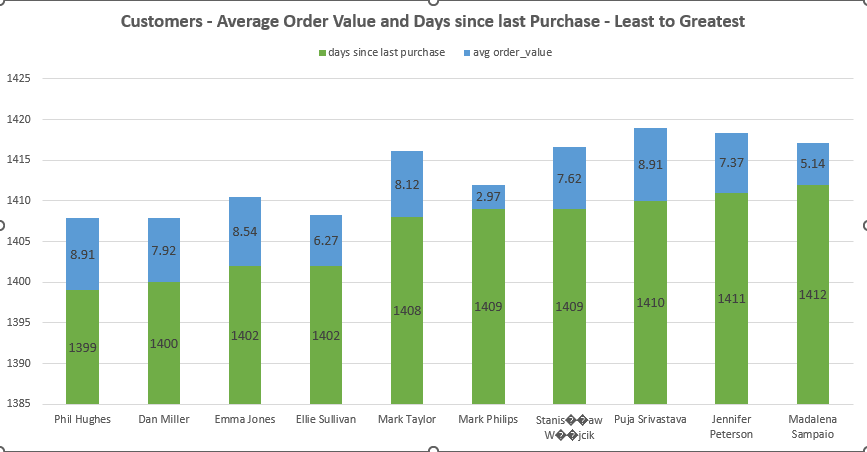 Customers - Average Order Value and Days since last Purchase - Least to Greatest
days since last purchase avg order_value
1425
1420
1415
1410
1405
1400
1395
1390
1385
8.91 7.92 8.54 6.27 8.12 2.97 7.62 8.91 7.37 5.14
1399 1400 1402 1402 1408 1409 1409 1410 1411 1412
Phil Hughes Dan Miller Emma Jones Ellie Sullivan Mark Taylor Mark Philips Stanis��aw Puja Srivastava Jennifer Madalena
W��jcik Peterson Sampaio